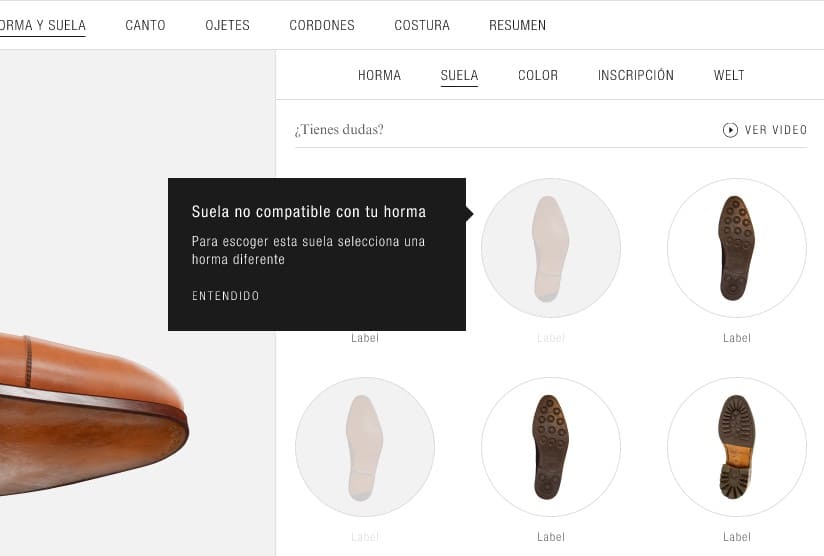 ORMA Y SUELA CANTO OJETES CORDONES COSTURA RESUMEN
HORMA SUELA COLOR INSCRIPCIÓN WELT
¿Tienes dudas? VER VIDEO
Suela no compatible con tu horma
Para escoger esta suela selecciona una
horma diferente
ENTENDIDO
Label Label Label
Label Label Label